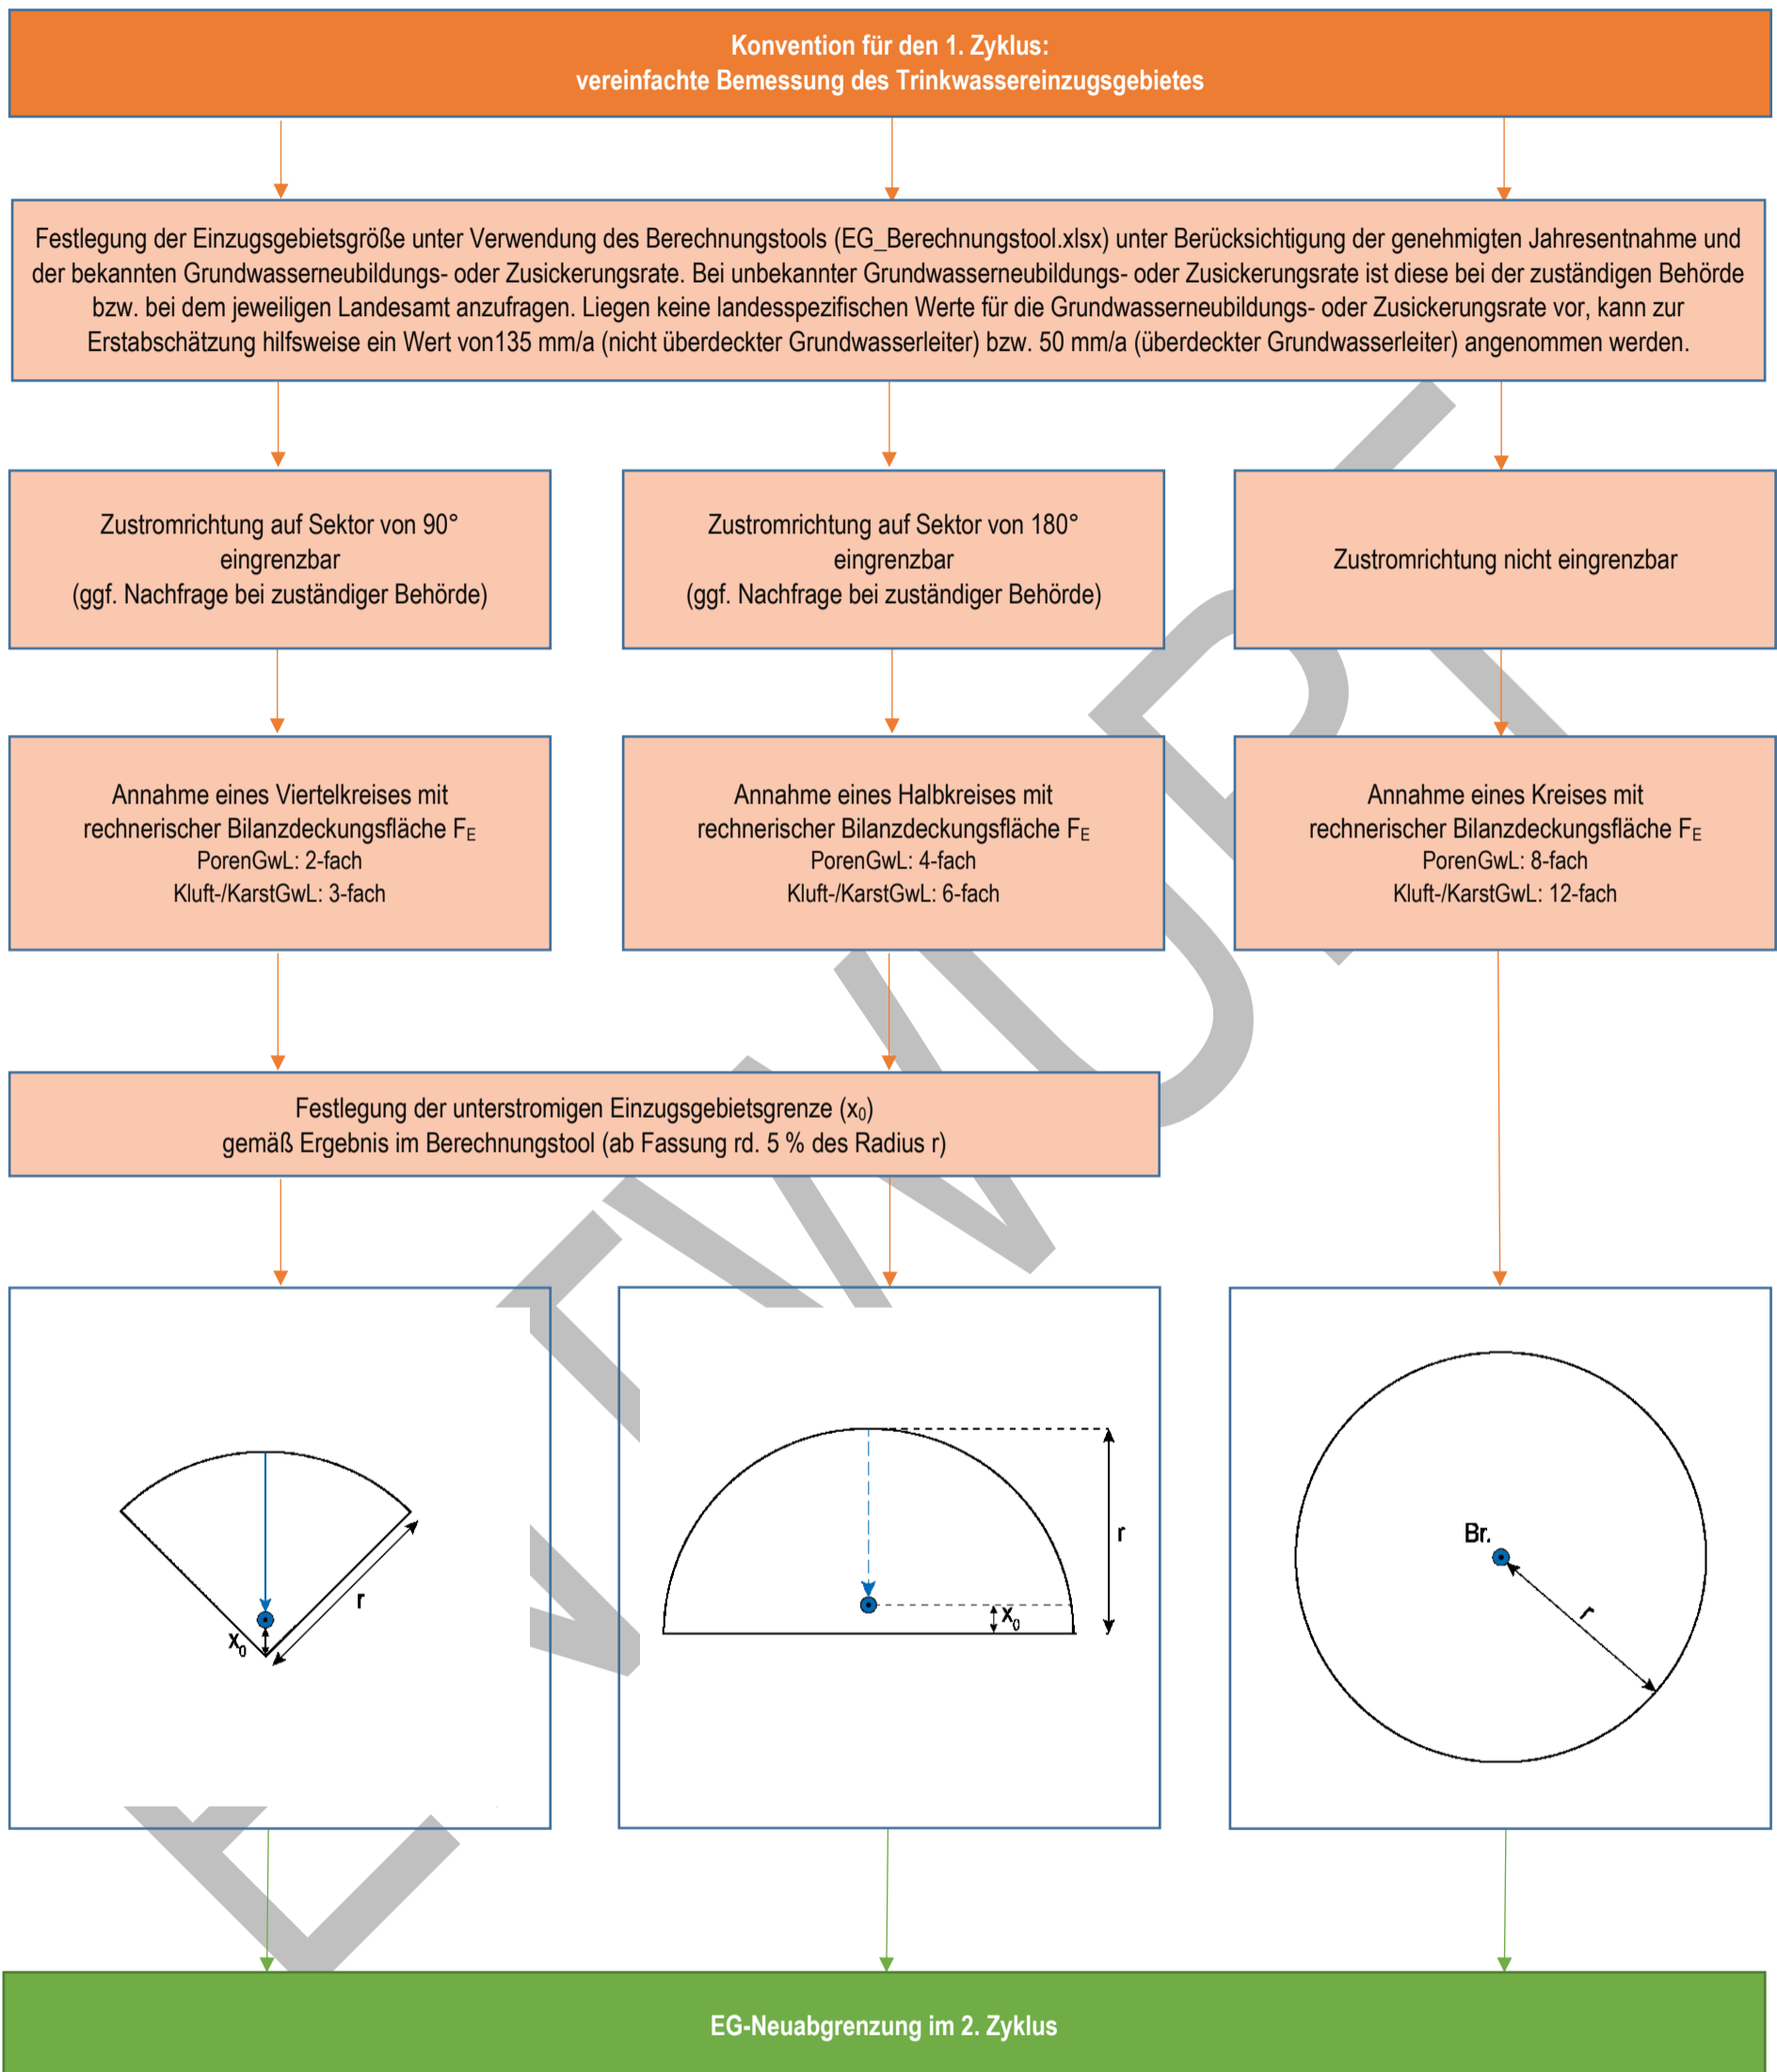 Konvention für den 1. Zyklus:
vereinfachte Bemessung des Trinkwassereinzugsgebietes
Festlegung der Einzugsgebietsgröße unter Verwendung des Berechnungstools (EG_Berechnungstool.xlsx) unter Berücksichtigung der genehmigten Jahresentnahme und
der bekannten Grundwasserneubildungs- oder Zusickerungsrate. Bei unbekannter Grundwasserneubildungs- oder Zusickerungsrate ist diese bei der zuständigen Behörde
bzw. bei dem jeweiligen Landesamt anzufragen. Liegen keine landesspezifischen Werte für die Grundwasserneubildungs- oder Zusickerungsrate vor, kann zur
Erstabschätzung hilfsweise ein Wert von135 mm/a (nicht überdeckter Grundwasserleiter) bzw. 50 mm/a (überdeckter Grundwasserleiter) angenommen werden.
Zustromrichtung auf Sektor von 90°
eingrenzbar
(ggf. Nachfrage bei zuständiger Behörde)
Zustromrichtung auf Sektor von 180°
eingrenzbar
(ggf. Nachfrage bei zuständiger Behörde)
Zustromrichtung nicht eingrenzbar
Annahme eines Viertelkreises mit
rechnerischer Bilanzdeckungsfläche F_E
PorenGwL: 2-fach
Kluft-/KarstGwL: 3-fach
Annahme eines Halbkreises mit
rechnerischer Bilanzdeckungsfläche F_E
PorenGwL: 4-fach
Kluft-/KarstGwL: 6-fach
Annahme eines Kreises mit
rechnerischer Bilanzdeckungsfläche F_E
PorenGwL: 8-fach
Kluft-/KarstGwL: 12-fach
Festlegung der unterstromigen Einzugsgebietsgrenze (x₀)
gemäß Ergebnis im Berechnungstool (ab Fassung rd. 5 % des Radius r)
r
x₀
r
x₀
Br.
r
EG-Neuabgrenzung im 2. Zyklus
ENTWURF